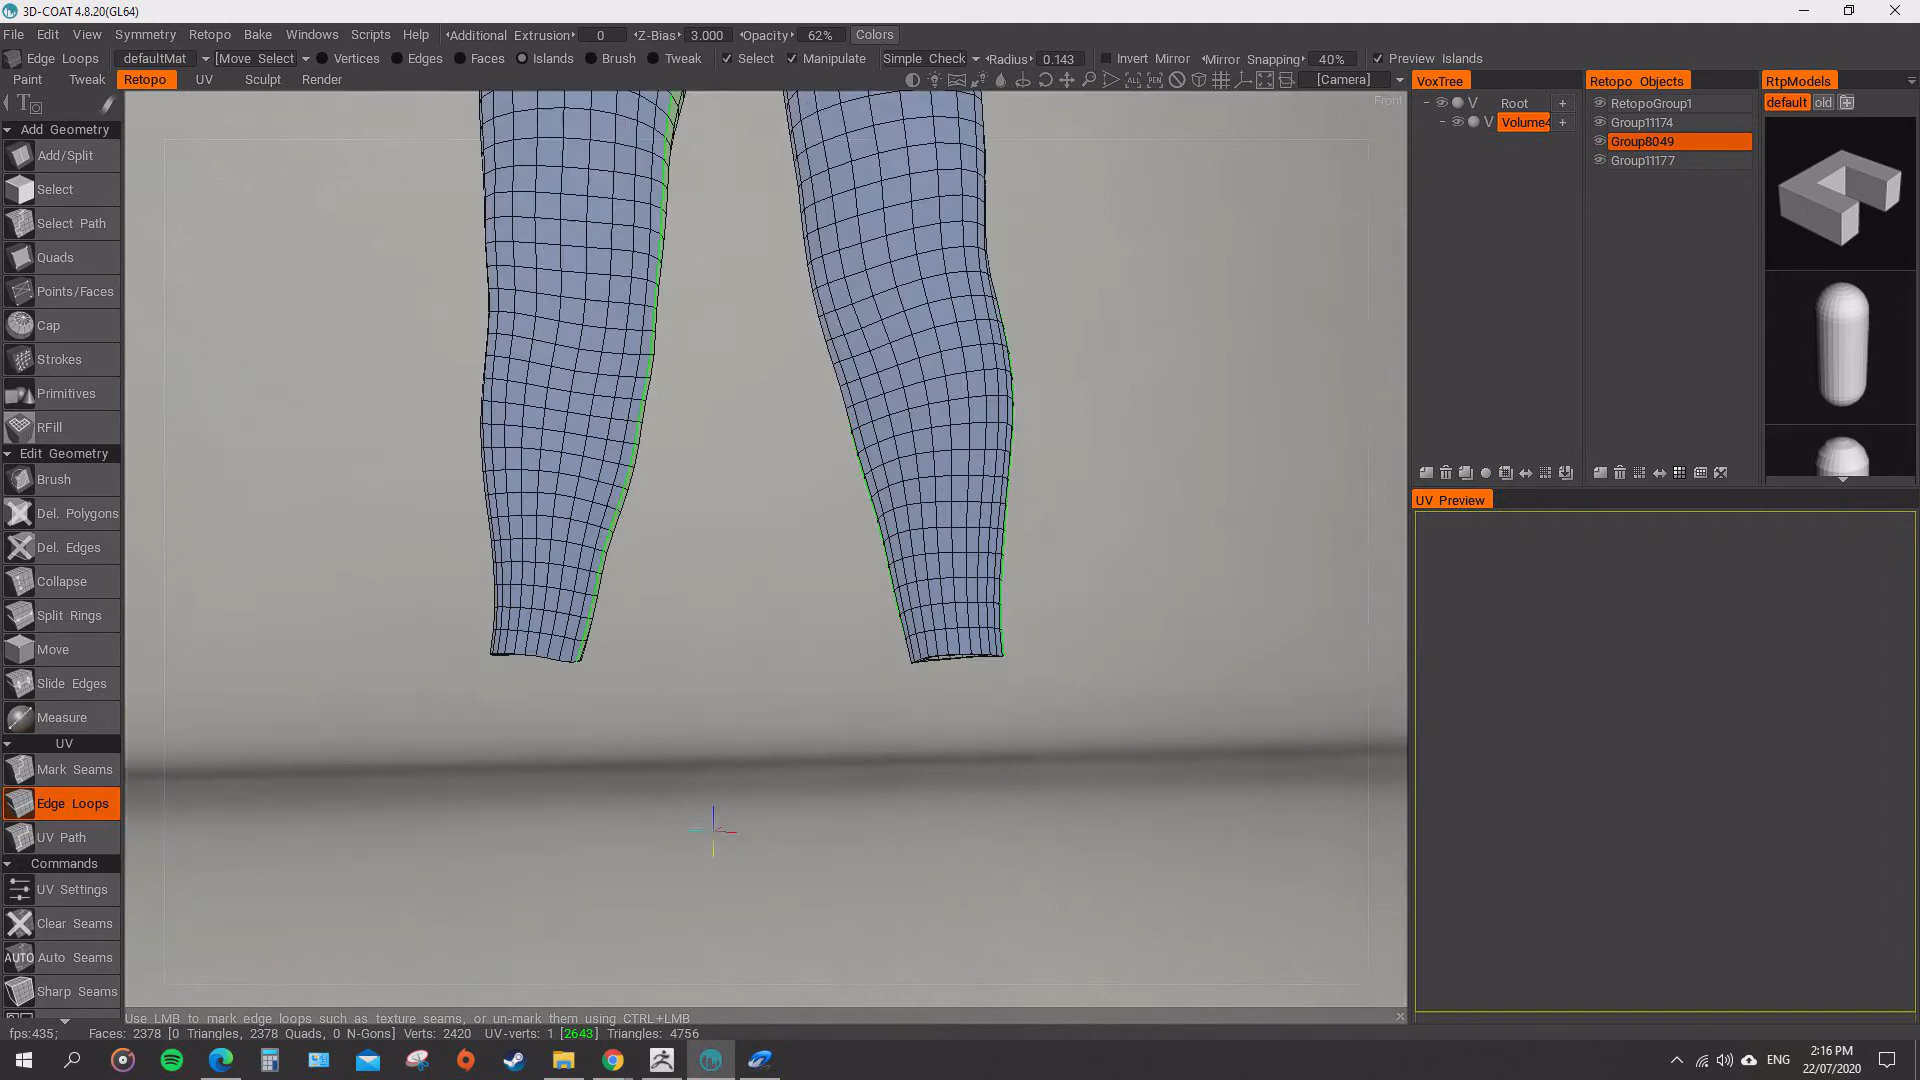 3D-COAT 4.8.20(GL64)
File Edit View Symmetry Retopo Bake Windows Scripts Help Additional Extrusion 0 Z-Bias 3.000 Opacity 62% Colors
Edge Loops defaultMat [Move Select Vertices Edges Faces Islands Brush Tweak Select Manipulate Simple Check Radius 0.143 Invert Mirror Mirror Snapping 40% Preview Islands
Paint Tweak Retopo UV Sculpt Render [Camera] VoxTree Retopo Objects RtpModels
Front
Root
Volume4
RetopoGroup1
Group11174
Group8049
Group11177
default old
Add Geometry
Add/Split
Select
Select Path
Quads
Points/Faces
Cap
Strokes
Primitives
RFill
Edit Geometry
Brush
Del. Polygons
Del. Edges
Collapse
Split Rings
Move
Slide Edges
Measure
UV
Mark Seams
Edge Loops
UV Path
Commands
UV Settings
Clear Seams
AUTO Auto Seams
Sharp Seams
UV Preview
Use LMB to mark edge loops such as texture seams, or un-mark them using CTRL+LMB
fps:435; Faces: 2378 [0 Triangles, 2378 Quads, 0 N-Gons] Verts: 2420 UV-verts: 1 [2643] Triangles: 4756
ENG
2:16 PM
22/07/2020